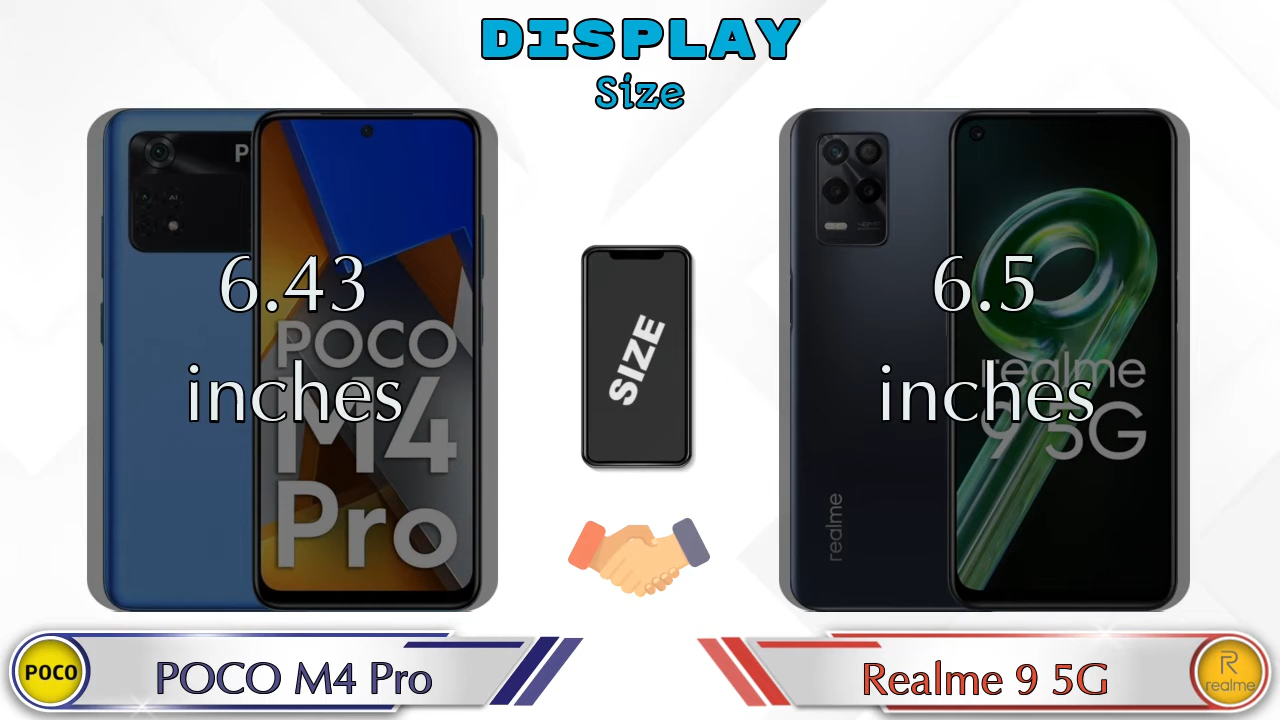 DISPLAY
Size
P
AI
6.43
inches
POCO
M4
Pro
SIZE
6.5
inches
realme
9 5G
realme
POCO
POCO M4 Pro
Realme 9 5G
R
realme